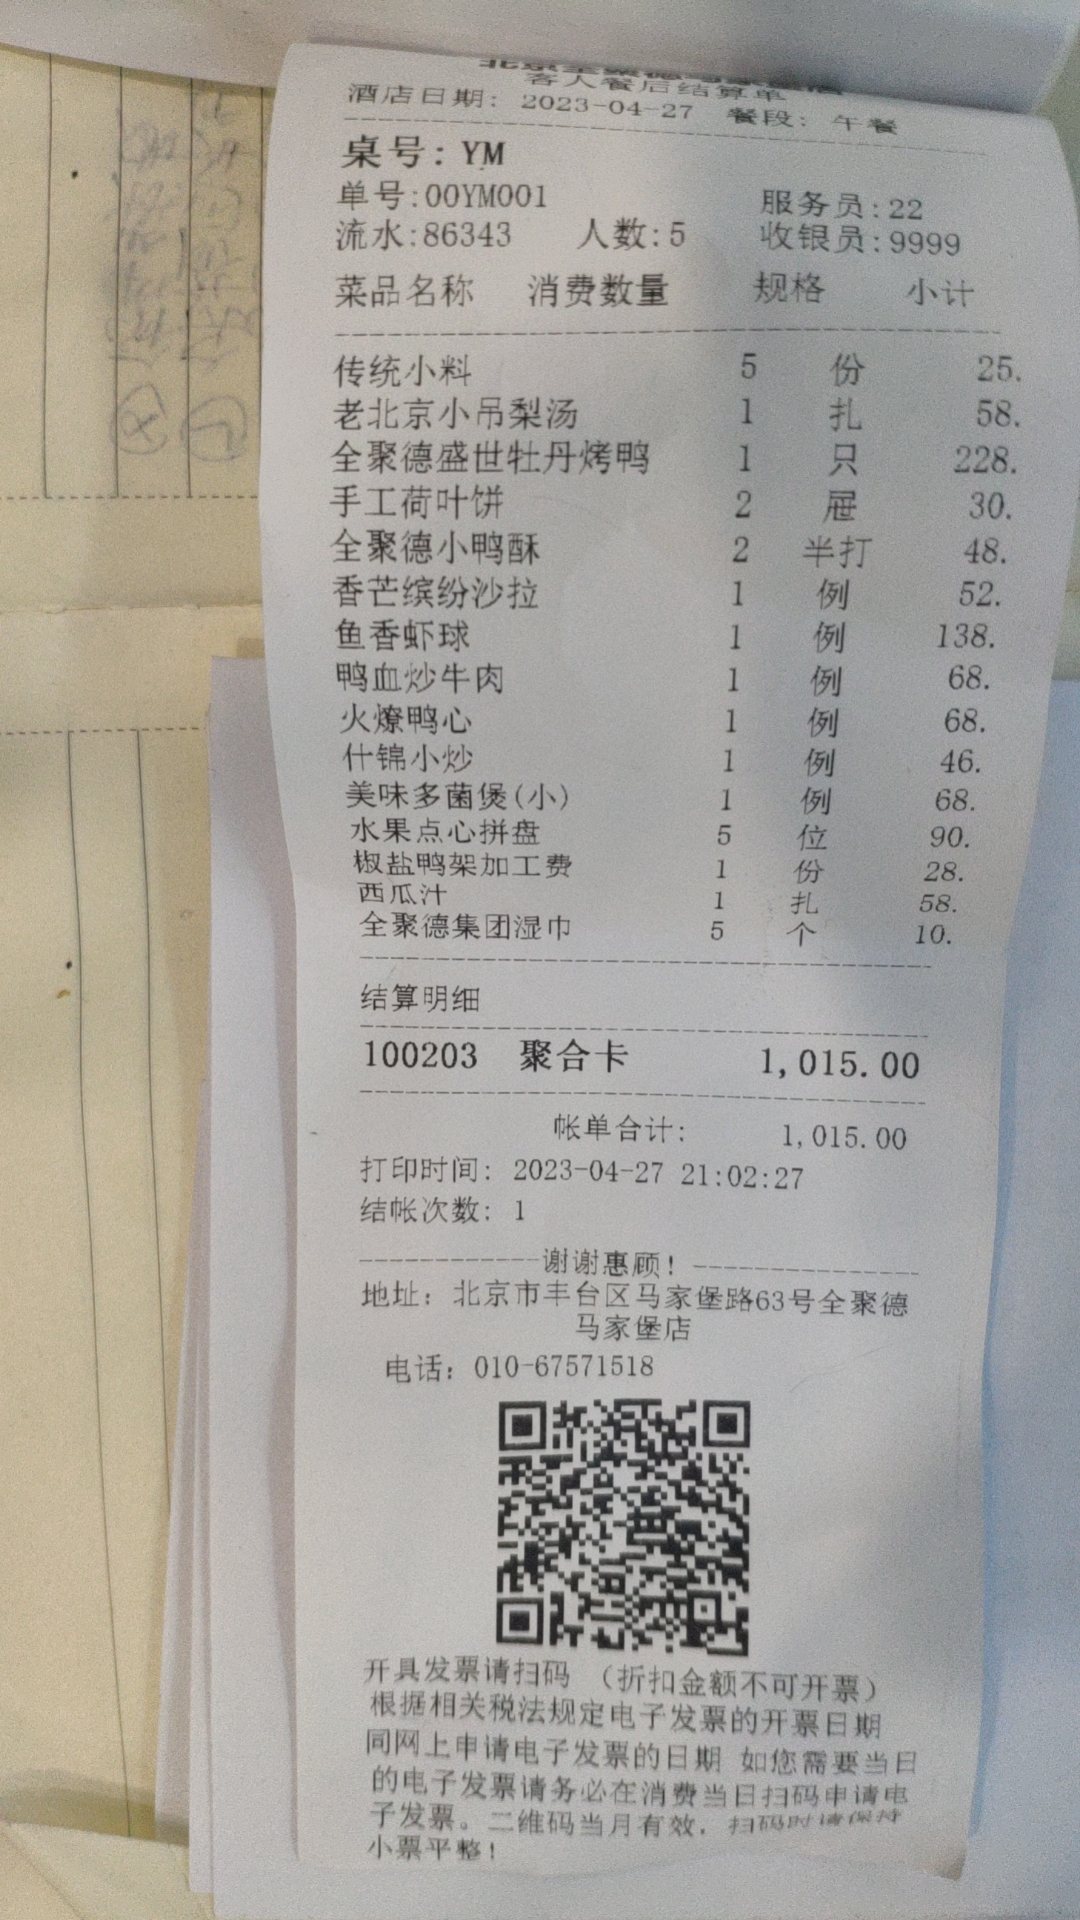 客人餐后结算单
酒店日期: 2023-04-27 餐段: 午餐
桌号: YM
单号:00YM001 服务员:22
流水:86343 人数:5 收银员:9999
菜品名称 消费数量 规格 小计
传统小料 5 份 25.
老北京小吊梨汤 1 扎 58.
全聚德盛世牡丹烤鸭 1 只 228.
手工荷叶饼 2 屉 30.
全聚德小鸭酥 2 半打 48.
香芒缤纷沙拉 1 例 52.
鱼香虾球 1 例 138.
鸭血炒牛肉 1 例 68.
火燎鸭心 1 例 68.
什锦小炒 1 例 46.
美味多菌煲(小) 1 例 68.
水果点心拼盘 5 位 90.
椒盐鸭架加工费 1 份 28.
西瓜汁 1 扎 58.
全聚德集团湿巾 5 个 10.
结算明细
100203 聚合卡 1,015.00
帐单合计: 1,015.00
打印时间: 2023-04-27 21:02:27
结帐次数: 1
谢谢惠顾!
地址: 北京市丰台区马家堡路63号全聚德
马家堡店
电话: 010-67571518
开具发票请扫码 (折扣金额不可开票)
根据相关税法规定电子发票的开票日期
同网上申请电子发票的日期 如您需要当日
的电子发票请务必在消费当日扫码申请电
子发票。二维码当月有效. 扫码时请保持
小票平整!